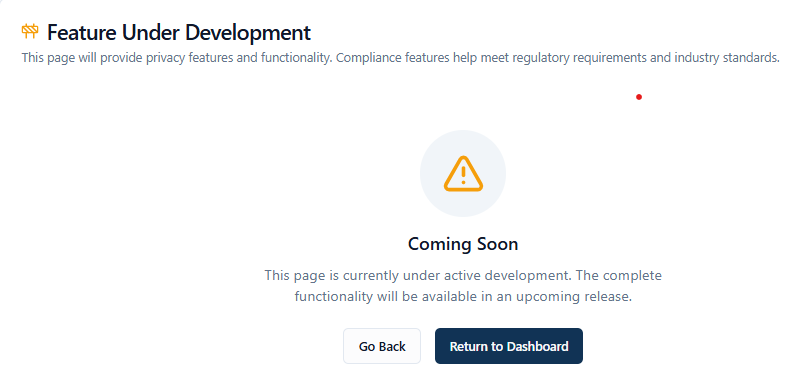 Feature Under Development
This page will provide privacy features and functionality. Compliance features help meet regulatory requirements and industry standards.
Coming Soon
This page is currently under active development. The complete
functionality will be available in an upcoming release.
Go Back
Return to Dashboard